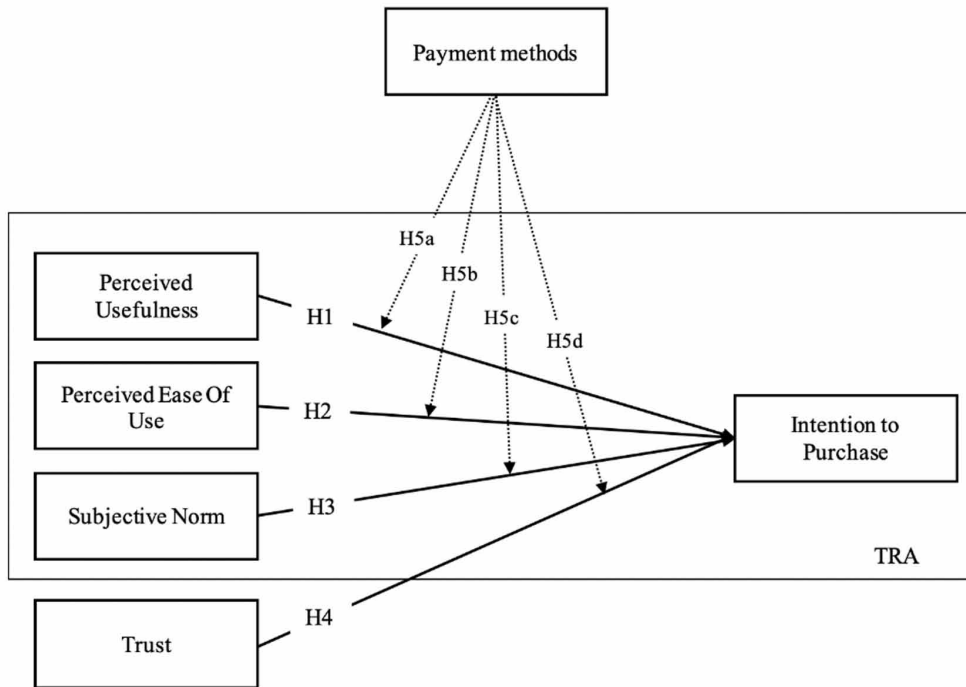 Payment methods
H5a
H5b
H5c
H5d
Perceived
Usefulness
H1
Perceived Ease Of
Use
H2
Subjective Norm
H3
Trust
H4
Intention to
Purchase
TRA